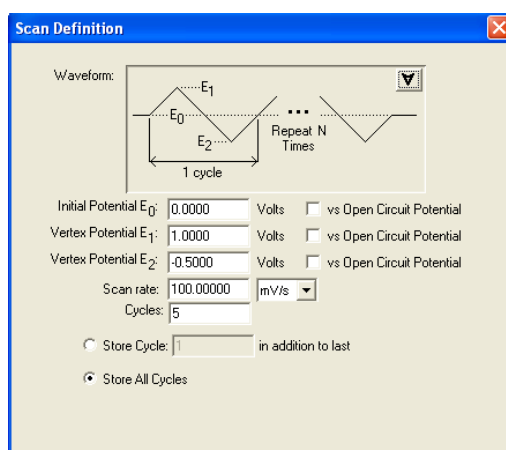 Scan Definition
Waveform:
E1
E0
E2
Repeat N
Times
1 cycle
Initial Potential E0: 0.0000 Volts vs Open Circuit Potential
Vertex Potential E1: 1.0000 Volts vs Open Circuit Potential
Vertex Potential E2: -0.5000 Volts vs Open Circuit Potential
Scan rate: 100.00000 mV/s
Cycles: 5
Store Cycle: 1 in addition to last
Store All Cycles